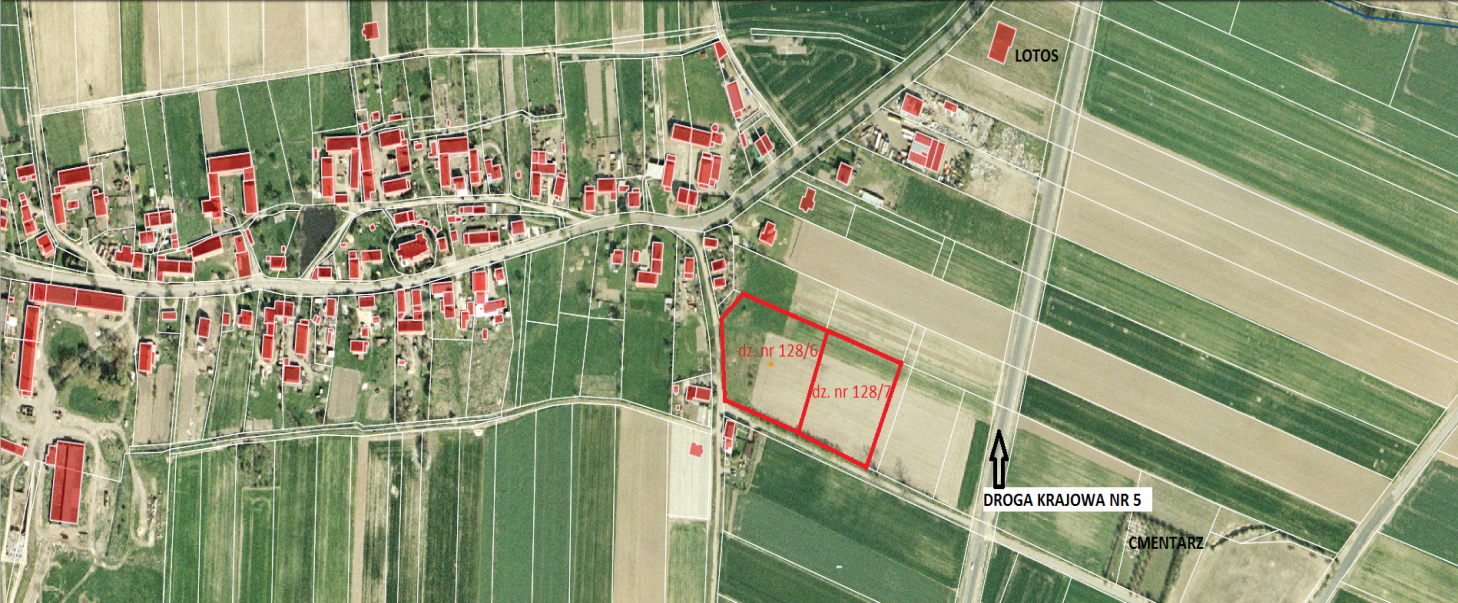 LOTOS
dz. nr 128/6
dz. nr 128/7
DROGA KRAJOWA NR 5
CMENTARZ